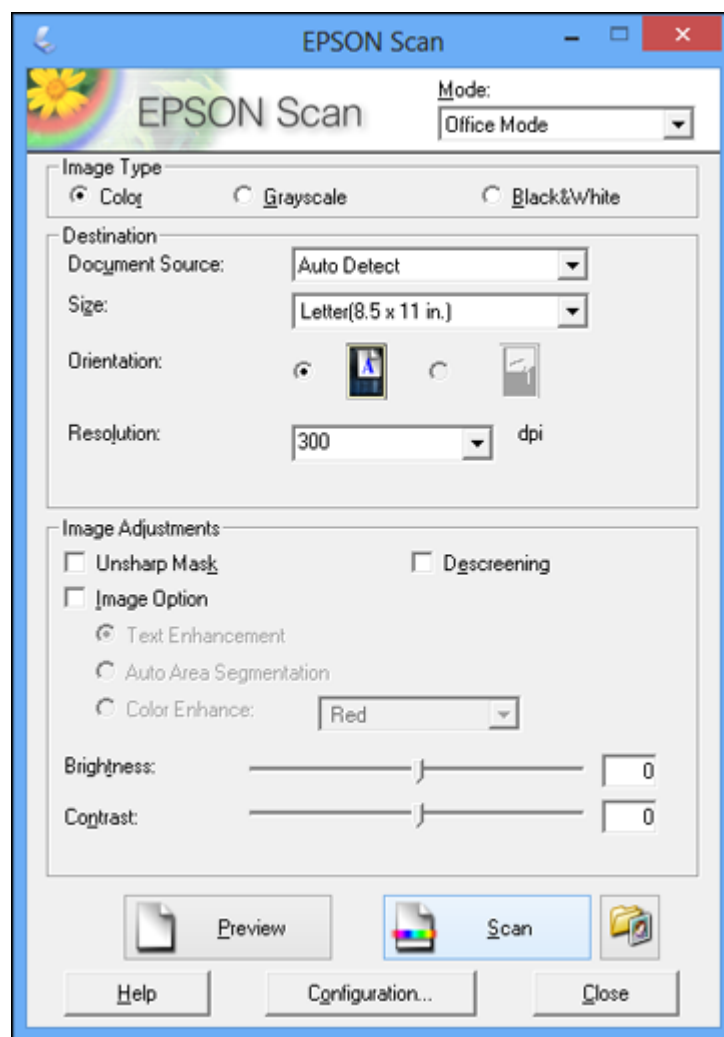 EPSON Scan
EPSON Scan
Mode:
Office Mode
Image Type
Color Grayscale Black&White
Destination
Document Source: Auto Detect
Size: Letter(8.5 x 11 in.)
Orientation: A
Resolution: 300 dpi
Image Adjustments
Unsharp Mask Descreening
Image Option
Text Enhancement
Auto Area Segmentation
Color Enhance: Red
Brightness: 0
Contrast: 0
Preview Scan
Help Configuration... Close